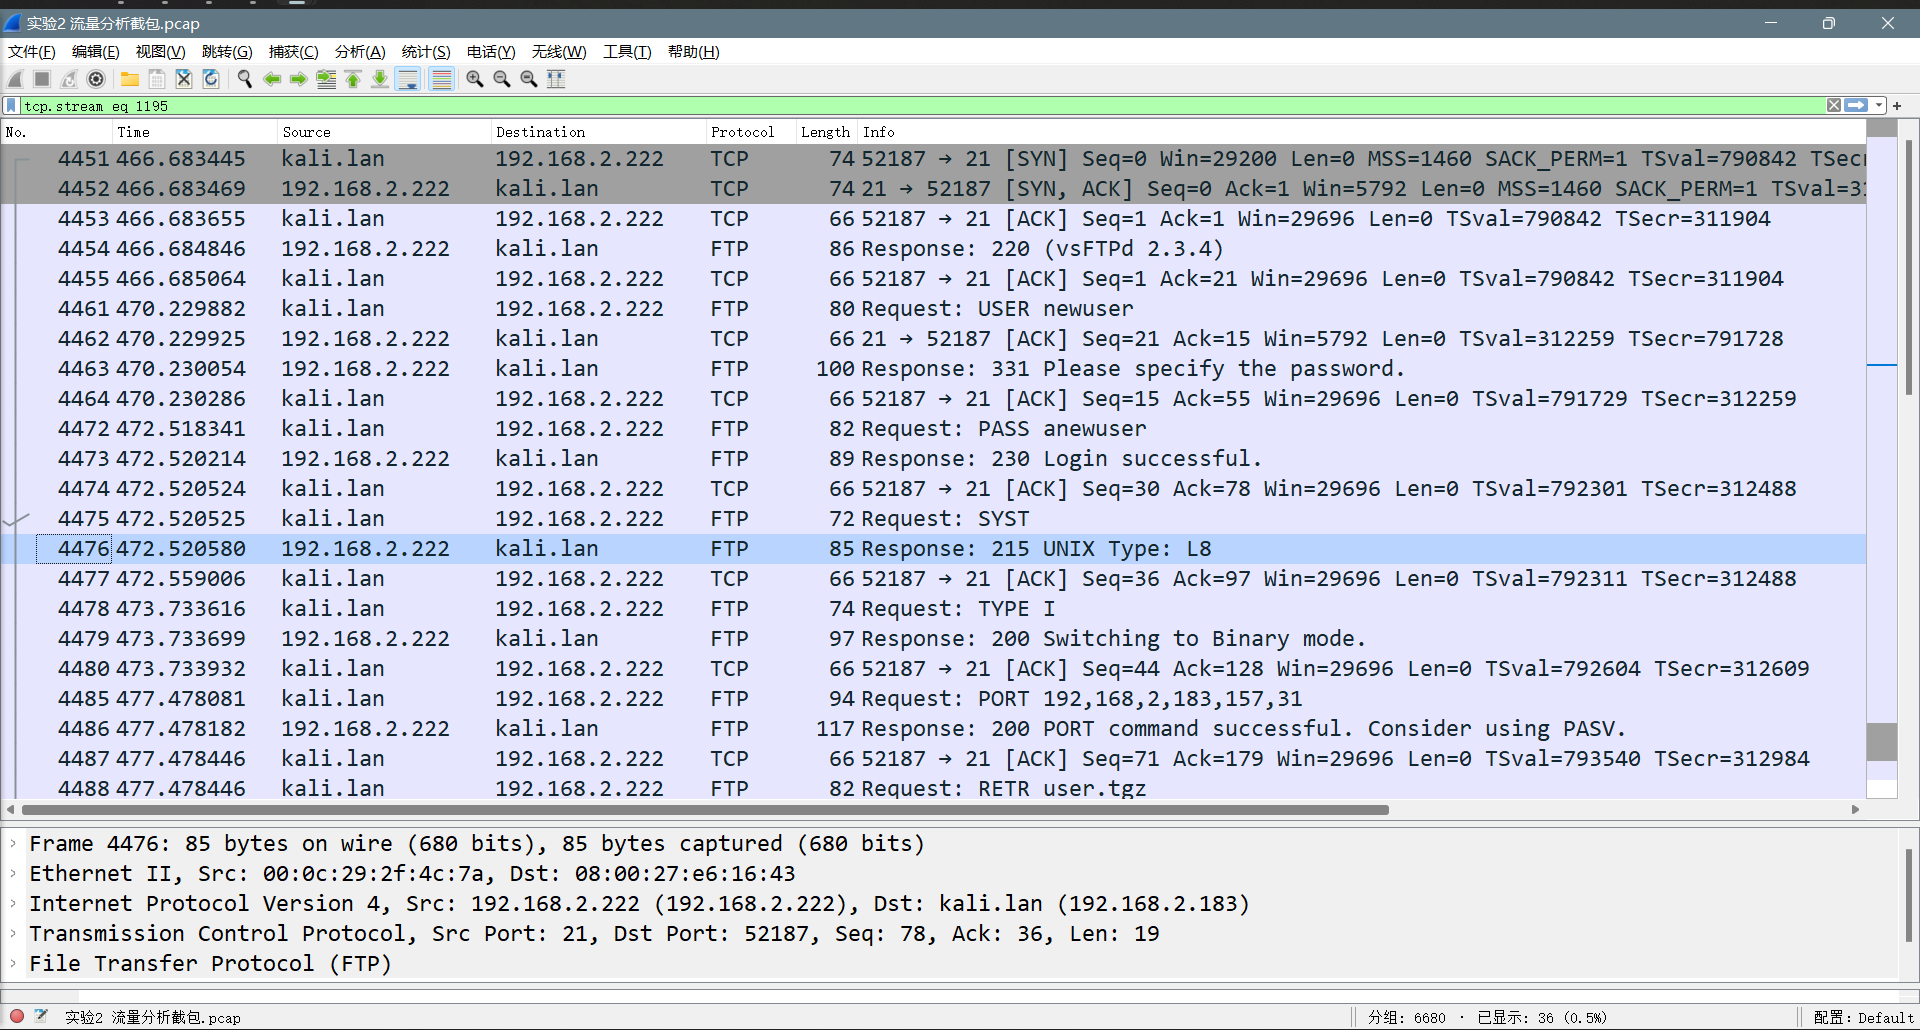 实验2 流量分析截包.pcap
文件(F) 编辑(E) 视图(V) 跳转(G) 捕获(C) 分析(A) 统计(S) 电话(Y) 无线(W) 工具(T) 帮助(H)
tcp.stream eq 1195
No. Time Source Destination Protocol Length Info
4451 466.683445 kali.lan 192.168.2.222 TCP 74 52187 → 21 [SYN] Seq=0 Win=29200 Len=0 MSS=1460 SACK_PERM=1 TSval=790842 TSecr
4452 466.683469 192.168.2.222 kali.lan TCP 74 21 → 52187 [SYN, ACK] Seq=0 Ack=1 Win=5792 Len=0 MSS=1460 SACK_PERM=1 TSval=31
4453 466.683655 kali.lan 192.168.2.222 TCP 66 52187 → 21 [ACK] Seq=1 Ack=1 Win=29696 Len=0 TSval=790842 TSecr=311904
4454 466.684846 192.168.2.222 kali.lan FTP 86 Response: 220 (vsFTPd 2.3.4)
4455 466.685064 kali.lan 192.168.2.222 TCP 66 52187 → 21 [ACK] Seq=1 Ack=21 Win=29696 Len=0 TSval=790842 TSecr=311904
4461 470.229882 kali.lan 192.168.2.222 FTP 80 Request: USER newuser
4462 470.229925 192.168.2.222 kali.lan TCP 66 21 → 52187 [ACK] Seq=21 Ack=15 Win=5792 Len=0 TSval=312259 TSecr=791728
4463 470.230054 192.168.2.222 kali.lan FTP 100 Response: 331 Please specify the password.
4464 470.230286 kali.lan 192.168.2.222 TCP 66 52187 → 21 [ACK] Seq=15 Ack=55 Win=29696 Len=0 TSval=791729 TSecr=312259
4472 472.518341 kali.lan 192.168.2.222 FTP 82 Request: PASS anewuser
4473 472.520214 192.168.2.222 kali.lan FTP 89 Response: 230 Login successful.
4474 472.520524 kali.lan 192.168.2.222 TCP 66 52187 → 21 [ACK] Seq=30 Ack=78 Win=29696 Len=0 TSval=792301 TSecr=312488
4475 472.520525 kali.lan 192.168.2.222 FTP 72 Request: SYST
4476 472.520580 192.168.2.222 kali.lan FTP 85 Response: 215 UNIX Type: L8
4477 472.559006 kali.lan 192.168.2.222 TCP 66 52187 → 21 [ACK] Seq=36 Ack=97 Win=29696 Len=0 TSval=792311 TSecr=312488
4478 473.733616 kali.lan 192.168.2.222 FTP 74 Request: TYPE I
4479 473.733699 192.168.2.222 kali.lan FTP 97 Response: 200 Switching to Binary mode.
4480 473.733932 kali.lan 192.168.2.222 TCP 66 52187 → 21 [ACK] Seq=44 Ack=128 Win=29696 Len=0 TSval=792604 TSecr=312609
4485 477.478081 kali.lan 192.168.2.222 FTP 94 Request: PORT 192,168,2,183,157,31
4486 477.478182 192.168.2.222 kali.lan FTP 117 Response: 200 PORT command successful. Consider using PASV.
4487 477.478446 kali.lan 192.168.2.222 TCP 66 52187 → 21 [ACK] Seq=71 Ack=179 Win=29696 Len=0 TSval=793540 TSecr=312984
4488 477.478446 kali.lan 192.168.2.222 FTP 82 Request: RETR user.tgz
Frame 4476: 85 bytes on wire (680 bits), 85 bytes captured (680 bits)
Ethernet II, Src: 00:0c:29:2f:4c:7a, Dst: 08:00:27:e6:16:43
Internet Protocol Version 4, Src: 192.168.2.222 (192.168.2.222), Dst: kali.lan (192.168.2.183)
Transmission Control Protocol, Src Port: 21, Dst Port: 52187, Seq: 78, Ack: 36, Len: 19
File Transfer Protocol (FTP)
实验2 流量分析截包.pcap 分组: 6680 · 已显示: 36 (0.5%) 配置: Default